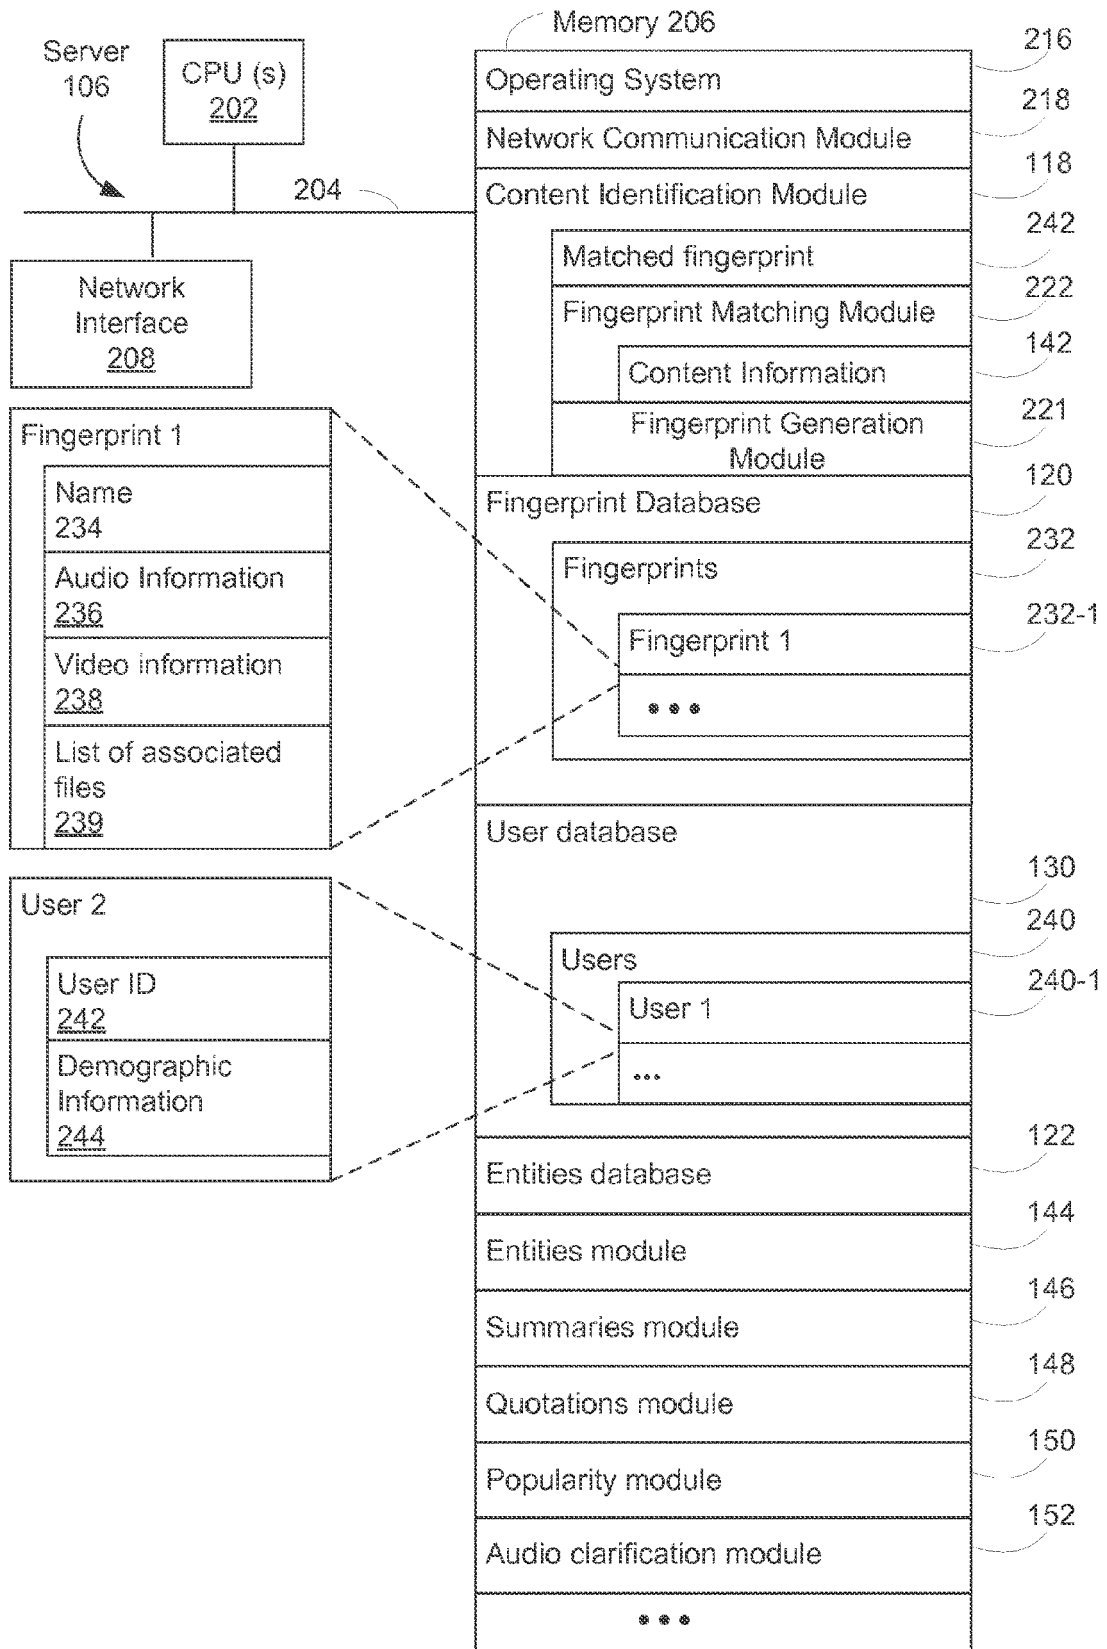 Memory 206
Server
106
CPU (s)
202
204
Network
Interface
208
Operating System
216
Network Communication Module
218
Content Identification Module
118
Matched fingerprint
242
Fingerprint Matching Module
222
Content Information
142
Fingerprint Generation
Module
221
Fingerprint Database
120
Fingerprints
232
Fingerprint 1
232-1
•••
Fingerprint 1
Name
234
Audio Information
236
Video information
238
List of associated
files
239
User database
130
Users
240
User 1
240-1
...
User 2
User ID
242
Demographic
Information
244
Entities database
122
Entities module
144
Summaries module
146
Quotations module
148
Popularity module
150
Audio clarification module
152
•••